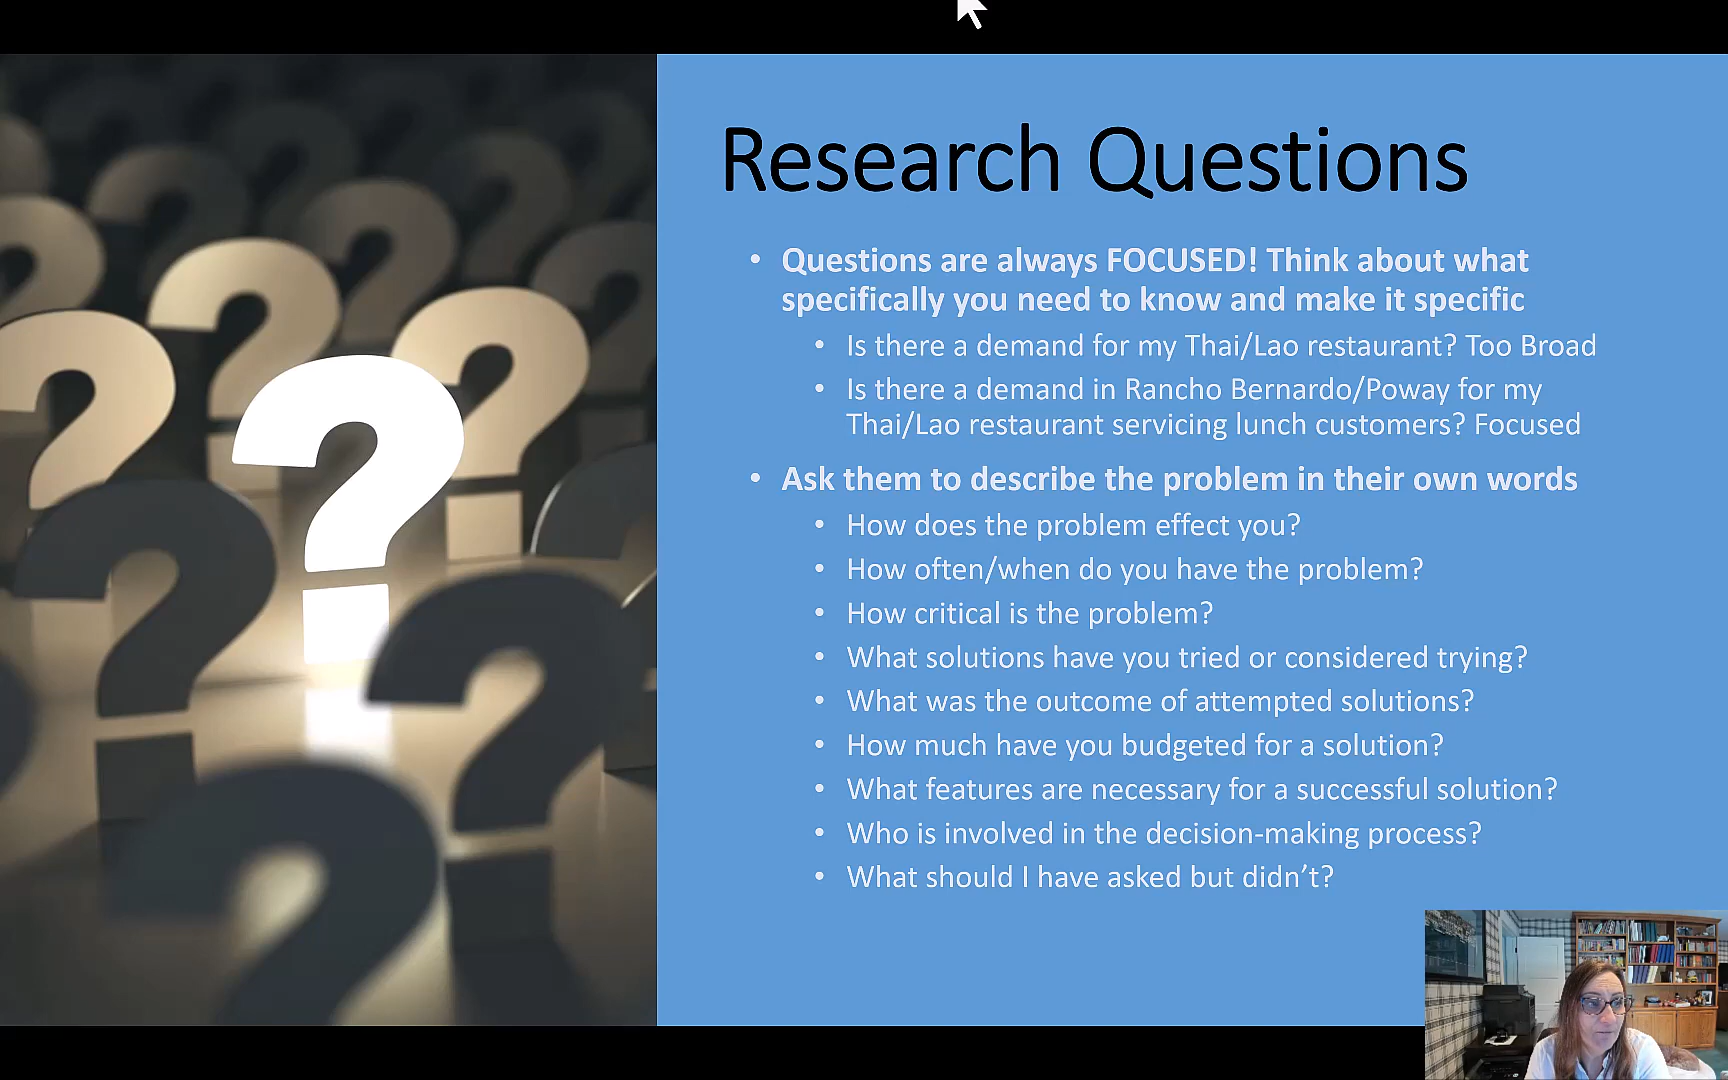 Research Questions
• Questions are always FOCUSED! Think about what
specifically you need to know and make it specific
• Is there a demand for my Thai/Lao restaurant? Too Broad
• Is there a demand in Rancho Bernardo/Poway for my
Thai/Lao restaurant servicing lunch customers? Focused
• Ask them to describe the problem in their own words
• How does the problem effect you?
• How often/when do you have the problem?
• How critical is the problem?
• What solutions have you tried or considered trying?
• What was the outcome of attempted solutions?
• How much have you budgeted for a solution?
• What features are necessary for a successful solution?
• Who is involved in the decision-making process?
• What should I have asked but didn’t?